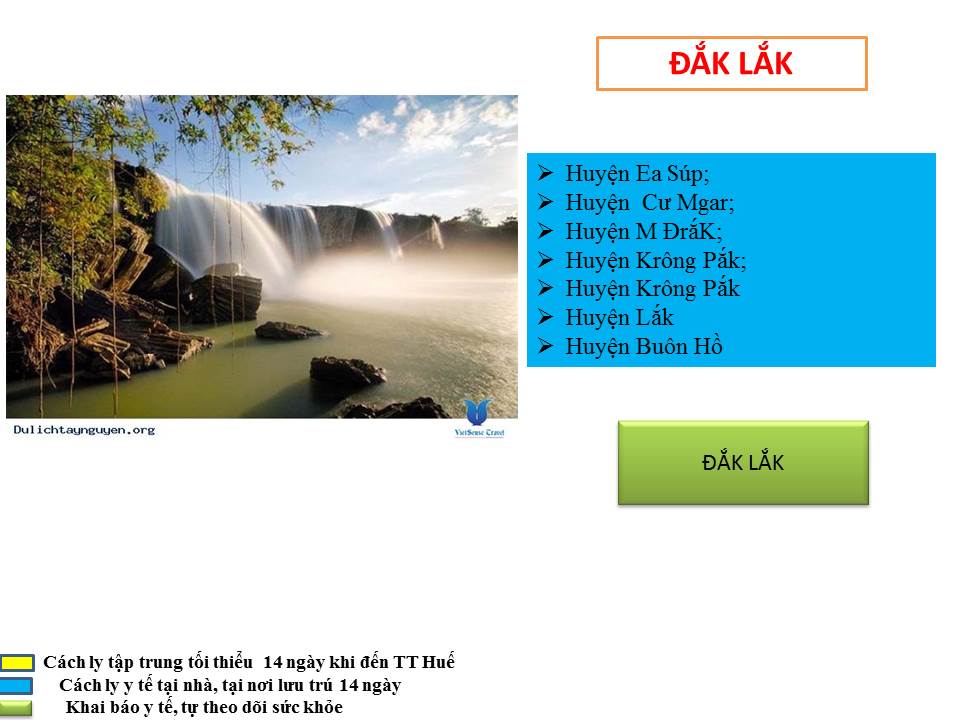 ĐẮK LẮK
Huyện Ea Súp;
Huyện Cư Mgar;
Huyện M ĐrắK;
Huyện Krông Pắk;
Huyện Krông Pắk
Huyện Lắk
Huyện Buôn Hồ
Dulichtaynguyen.org
VietSense Travel
ĐẮK LẮK
Cách ly tập trung tối thiểu 14 ngày khi đến TT Huế
Cách ly y tế tại nhà, tại nơi lưu trú 14 ngày
Khai báo y tế, tự theo dõi sức khỏe